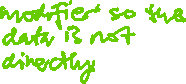 modifier so the
data is not
directly